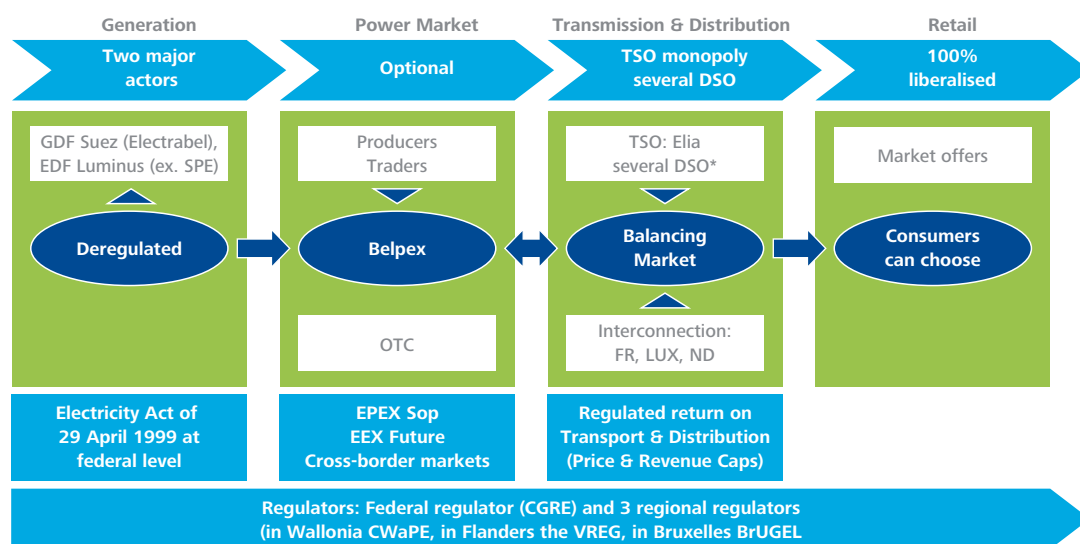 Generation
Power Market
Transmission & Distribution
Retail
Two major
actors
Optional
TSO monopoly
several DSO
100%
liberalised
GDF Suez (Electrabel),
EDF Luminus (ex. SPE)
Producers
Traders
TSO: Elia
several DSO*
Market offers
Deregulated
Belpex
Balancing
Market
Consumers
can choose
OTC
Interconnection:
FR, LUX, ND
Electricity Act of
29 April 1999 at
federal level
EPEX Sop
EEX Future
Cross-border markets
Regulated return on
Transport & Distribution
(Price & Revenue Caps)
Regulators: Federal regulator (CGRE) and 3 regional regulators
(in Wallonia CWaPE, in Flanders the VREG, in Bruxelles BrUGEL